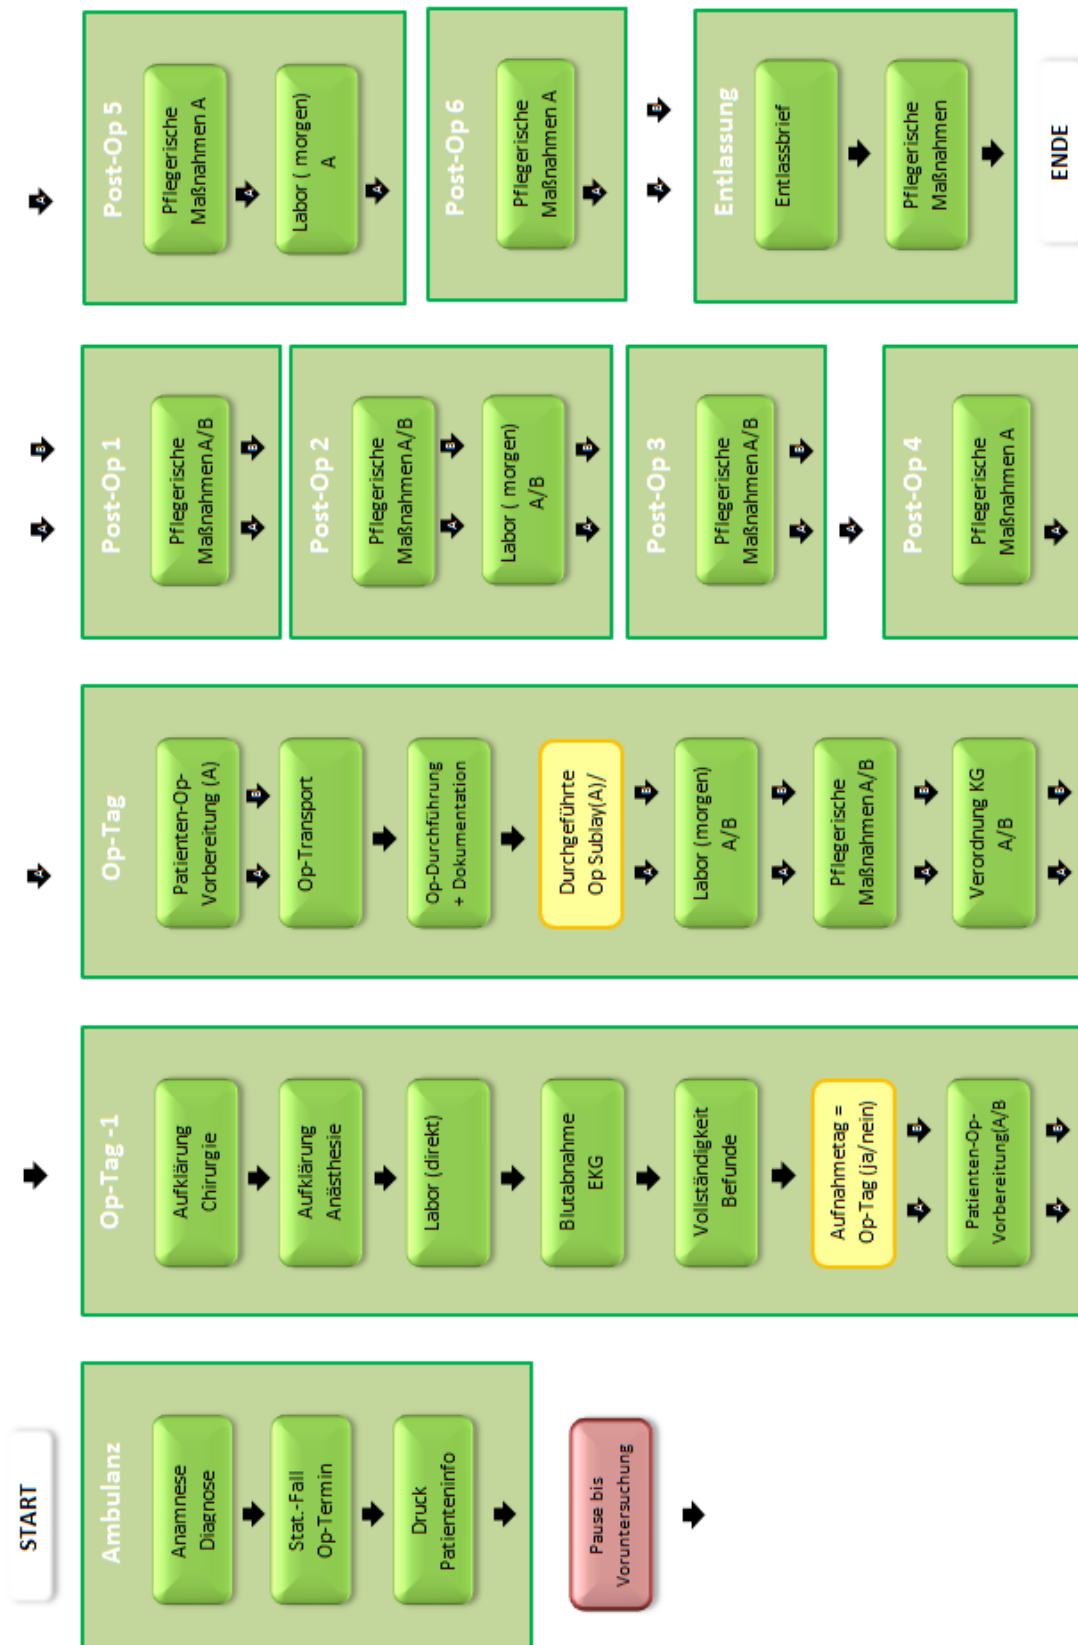 START
Ambulanz
Anamnese
Diagnose
Stat.-Fall
Op-Termin
Druck
Patienteninfo
Pause bis
Voruntersuchung
Op-Tag -1
Aufklärung
Chirurgie
Aufklärung
Anästhesie
Labor (direkt)
Blutabnahme
EKG
Vollständigkeit
Befunde
Aufnahmetag =
Op-Tag (ja/nein)
A B
Patienten-Op-
Vorbereitung(A/B
A B
A
Op-Tag
Patienten-Op-
Vorbereitung (A)
A B
Op-Transport
Op-Durchführung
+ Dokumentation
Durchgeführte
Op Sublay(A)/
A B
Labor (morgen)
A/B
A B
Pflegerische
Maßnahmen A/B
A B
Verordnung KG
A/B
A B
A B
Post-Op 1
Pflegerische
Maßnahmen A/B
A B
Post-Op 2
Pflegerische
Maßnahmen A/B
A B
Labor ( morgen)
A/B
A B
Post-Op 3
Pflegerische
Maßnahmen A/B
A B
A
Post-Op 4
Pflegerische
Maßnahmen A
A
A
Post-Op 5
Pflegerische
Maßnahmen A
A
Labor ( morgen)
A
A
Post-Op 6
Pflegerische
Maßnahmen A
A
A B
Entlassung
Entlassbrief
Pflegerische
Maßnahmen
ENDE